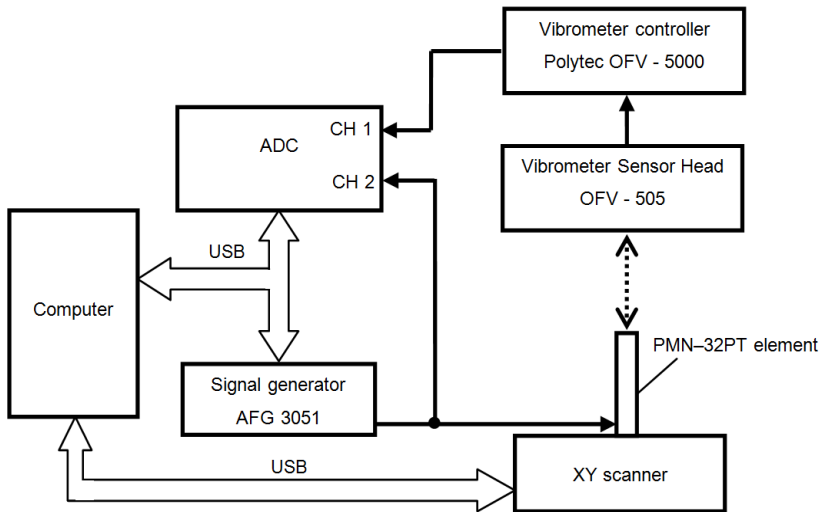 Vibrometer controller
Polytec OFV - 5000
ADC
CH 1
CH 2
Vibrometer Sensor Head
OFV - 505
USB
Computer
Signal generator
AFG 3051
PMN–32PT element
USB
XY scanner